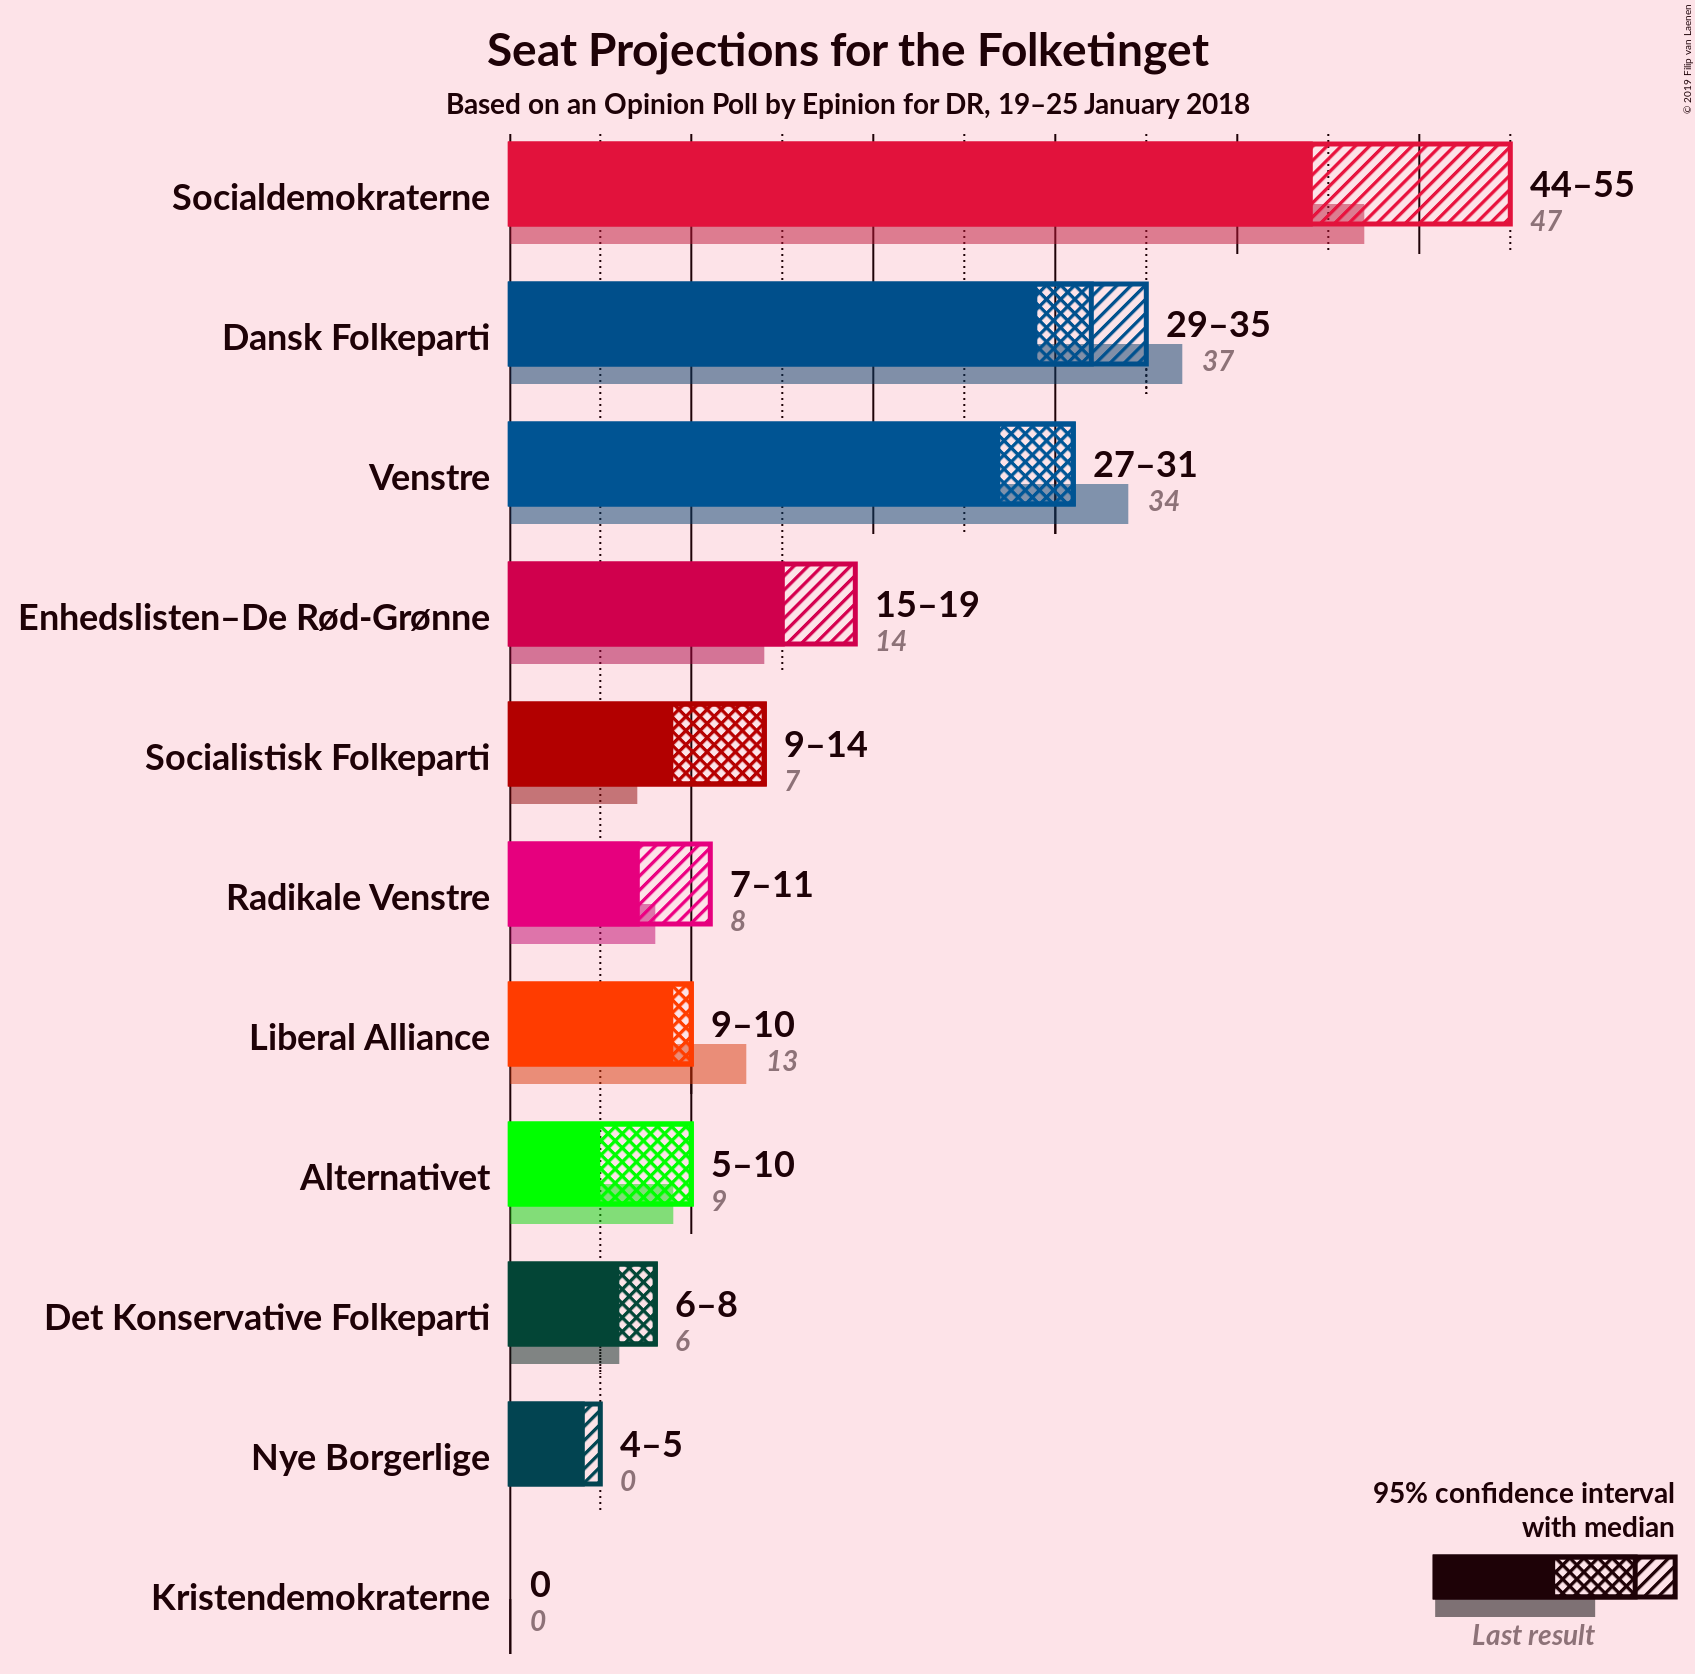 Seat Projections for the Folketinget
Based on an Opinion Poll by Epinion for DR, 19–25 January 2018
© 2019 Filip van Laenen
Socialdemokraterne
44–55
47
Dansk Folkeparti
29–35
37
Venstre
27–31
34
Enhedslisten–De Rød-Grønne
15–19
14
Socialistisk Folkeparti
9–14
7
Radikale Venstre
7–11
8
Liberal Alliance
9–10
13
Alternativet
5–10
9
Det Konservative Folkeparti
6–8
6
Nye Borgerlige
4–5
0
Kristendemokraterne
0
0
95% confidence interval
with median
Last result